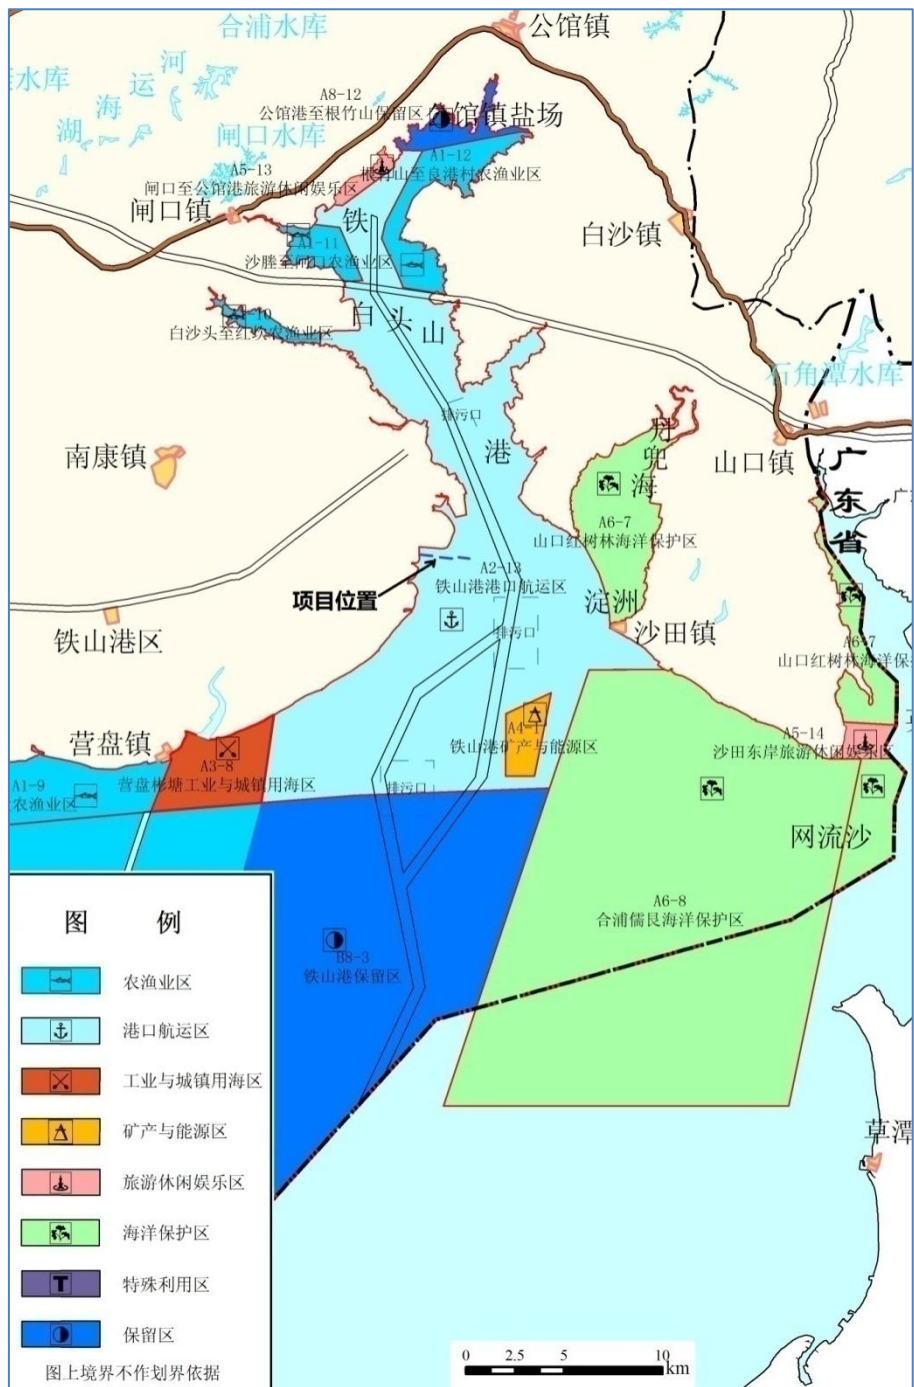 合浦水库
公馆镇
水库
河
运
海
湖
A8-12
公馆港至根竹山保留区
馆镇盐场
闸口水库
A1-12
根竹山至良港村农渔业区
A5-13
闸口至公馆港旅游休闲娱乐区
闸口镇
铁
白沙镇
A1-11
沙塍至闸口农渔业区
-10
白沙头至红坎农渔业区
白头山
石角潭水库
排污口
丹兜海
港
南康镇
山口镇
广东省
广
A6-7
山口红树林海洋保护区
A2-13
铁山港港口航运区
项目位置
淀洲
沙田镇
排污口
铁山港区
A6-7
山口红树林海洋保
A4-1
铁山港矿产与能源区
A5-14
沙田东岸旅游休闲娱乐区
营盘镇
A3-8
营盘彬塘工业与城镇用海区
A1-9
农渔业区
排污口
网流沙
A6-8
合浦儒艮海洋保护区
B8-3
铁山港保留区
图 例
农渔业区
港口航运区
工业与城镇用海区
矿产与能源区
旅游休闲娱乐区
海洋保护区
T
特殊利用区
保留区
图上境界不作划界依据
草潭
0 2.5 5 10
km